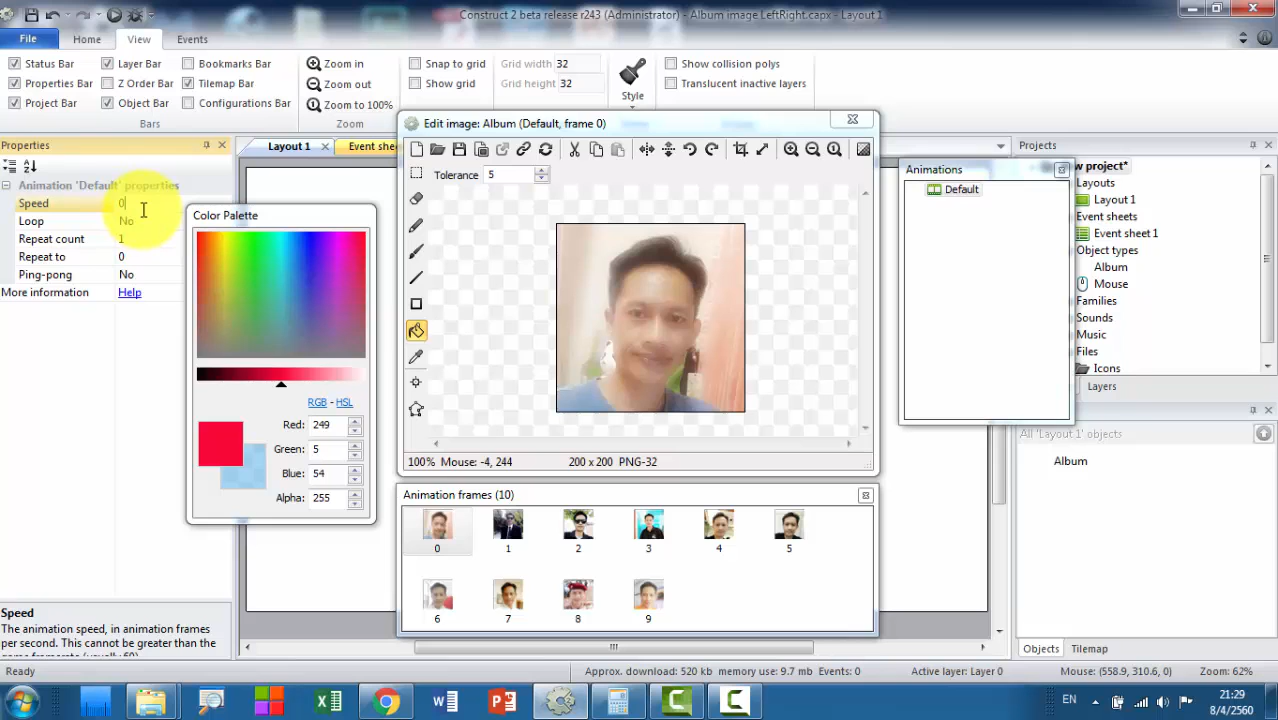 Construct 2 beta release r243 (Administrator) - Album image LeftRight.capx - Layout 1
File
Home
View
Events
Status Bar
Layer Bar
Bookmarks Bar
Properties Bar
Z Order Bar
Tilemap Bar
Project Bar
Object Bar
Configurations Bar
Bars
Zoom in
Zoom out
Zoom to 100%
Zoom
Snap to grid
Show grid
Grid width 32
Grid height 32
Style
Show collision polys
Translucent inactive layers
Properties
Animation 'Default' properties
Speed 0
Loop No
Repeat count 1
Repeat to 0
Ping-pong No
More information Help
Speed
The animation speed, in animation frames
per second. This cannot be greater than the
Layout 1
Event shee
Color Palette
RGB - HSL
Red: 249
Green: 5
Blue: 54
Alpha: 255
Edit image: Album (Default, frame 0)
Tolerance 5
100% Mouse: -4, 244 200 x 200 PNG-32
Animation frames (10)
0 1 2 3 4 5
6 7 8 9
Animations
Default
Projects
w project*
Layouts
Layout 1
Event sheets
Event sheet 1
Object types
Album
Mouse
Families
Sounds
Music
Files
Icons
Layers
All 'Layout 1' objects
Album
Objects
Tilemap
Ready
Approx. download: 520 kb memory use: 9.7 mb Events: 0
Active layer: Layer 0
Mouse: (558.9, 310.6, 0)
Zoom: 62%
EN
21:29
8/4/2560